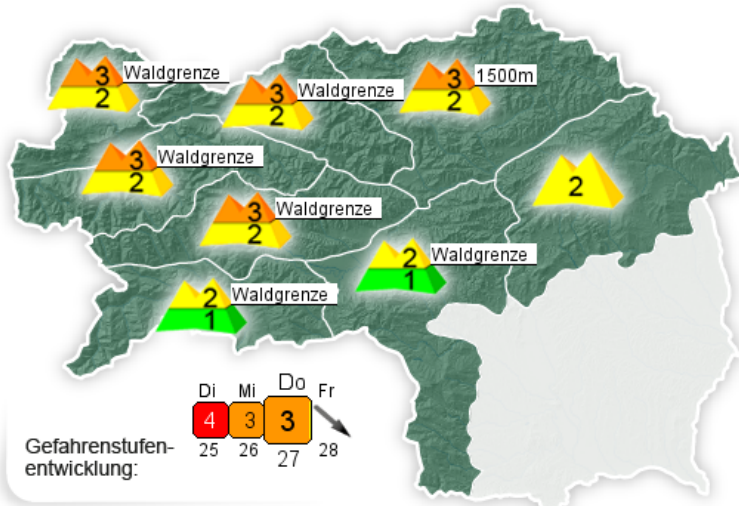 3 Waldgrenze
2
3 Waldgrenze
2
3 1500m
2
3 Waldgrenze
2
2
3 Waldgrenze
2
2 Waldgrenze
1
2 Waldgrenze
1
Di Mi Do Fr
4 3 3
25 26 27 28
Gefahrenstufen-
entwicklung: